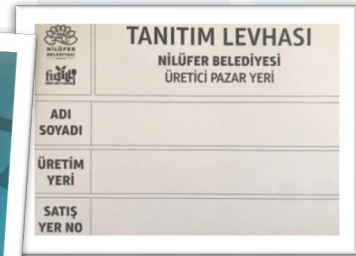 TANITIM LEVHASI
NİLÜFER BELEDİYESİ
ÜRETİCİ PAZAR YERİ
NİLÜFER
BELEDİYESİ
ADI
SOYADI
ÜRETİM
YERİ
SATIŞ
YER NO